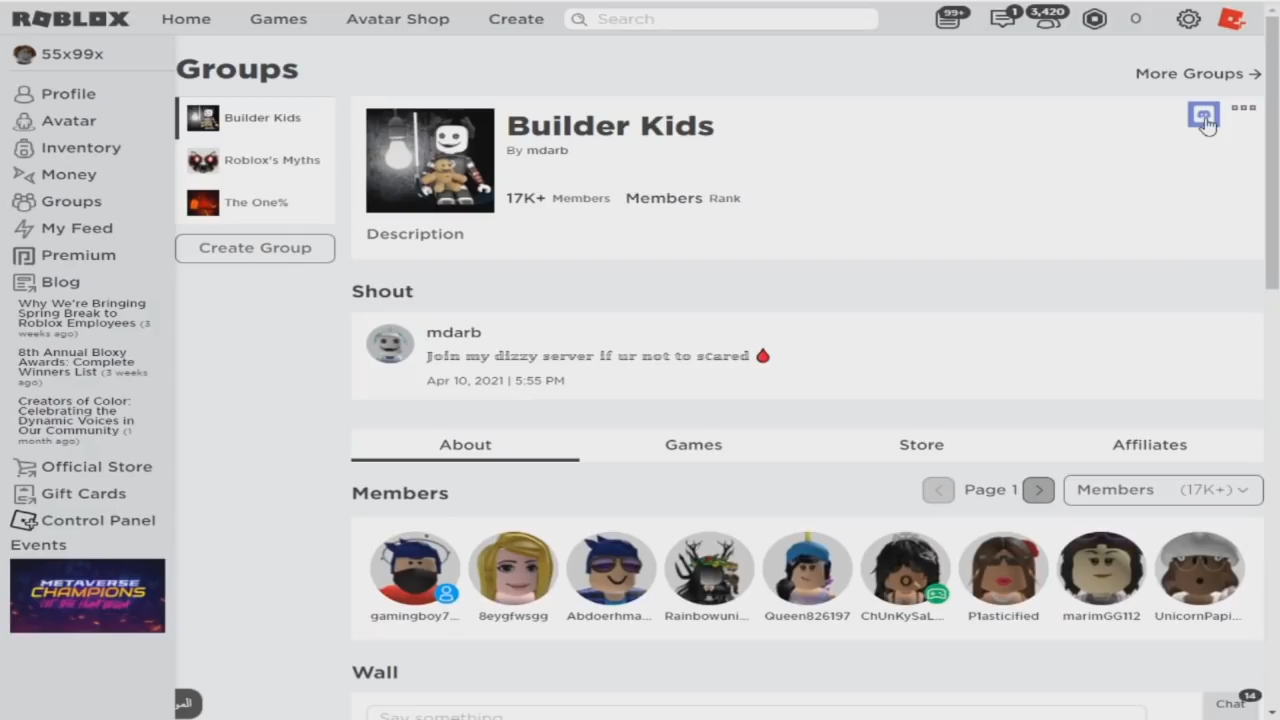 ROBLOX
Home
Games
Avatar Shop
Create
Search
99+
1
3,420
0
55x99x
Profile
Avatar
Inventory
Money
Groups
My Feed
Premium
Blog
Why We're Bringing
Spring Break to
Roblox Employees (3
weeks ago)
8th Annual Bloxy
Awards: Complete
Winners List (3 weeks
ago)
Creators of Color:
Celebrating the
Dynamic Voices in
Our Community (1
month ago)
Official Store
Gift Cards
Control Panel
Events
METAVERSE
CHAMPIONS
Groups
More Groups →
Builder Kids
Roblox's Myths
The One%
Create Group
Builder Kids
By mdarb
17K+ Members
Members Rank
Description
Shout
mdarb
Join my dizzy server if ur not to scared 🩸
Apr 10, 2021 | 5:55 PM
About
Games
Store
Affiliates
Members
Page 1
Members (17K+)
gamingboy7...
8eygfwsgg
Abdoerhma...
Rainbowuni...
Queen826197
ChUnKySaL...
P1asticified
marimGG112
UnicornPapi...
Wall
Say something
Chat
14